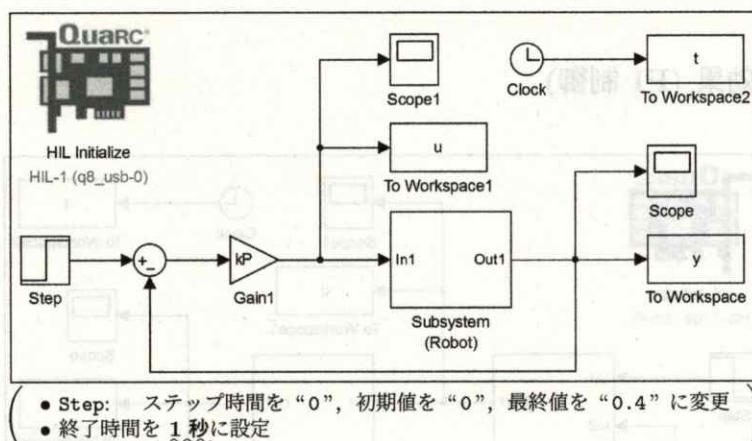 QUARC®
HIL Initialize
HIL-1 (q8_usb-0)
Scope1
Clock
t
To Workspace2
u
To Workspace1
Scope
Step
+
−
kP
Gain1
In1
Out1
Subsystem
(Robot)
y
To Workspace
● Step: ステップ時間を “0”, 初期値を “0”, 最終値を “0.4” に変更
● 終了時間を 1 秒に設定